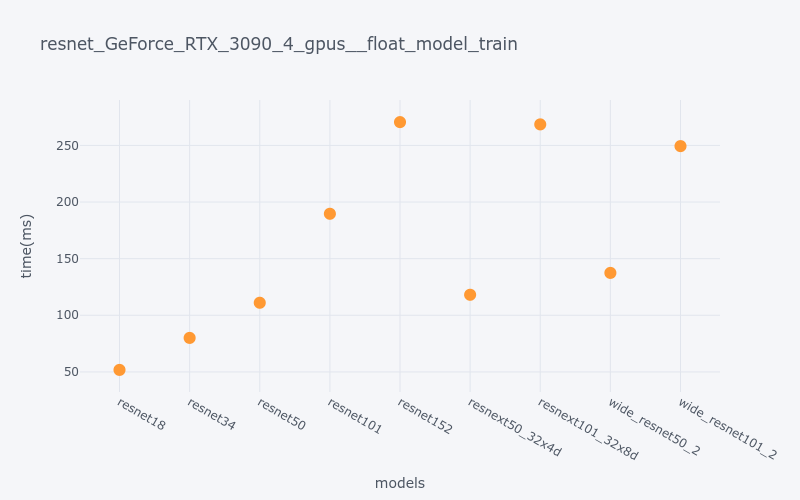 resnet_GeForce_RTX_3090_4_gpus__float_model_train
time(ms)
250
200
150
100
50
resnet18
resnet34
resnet50
resnet101
resnet152
resnext50_32x4d
resnext101_32x8d
wide_resnet50_2
wide_resnet101_2
models